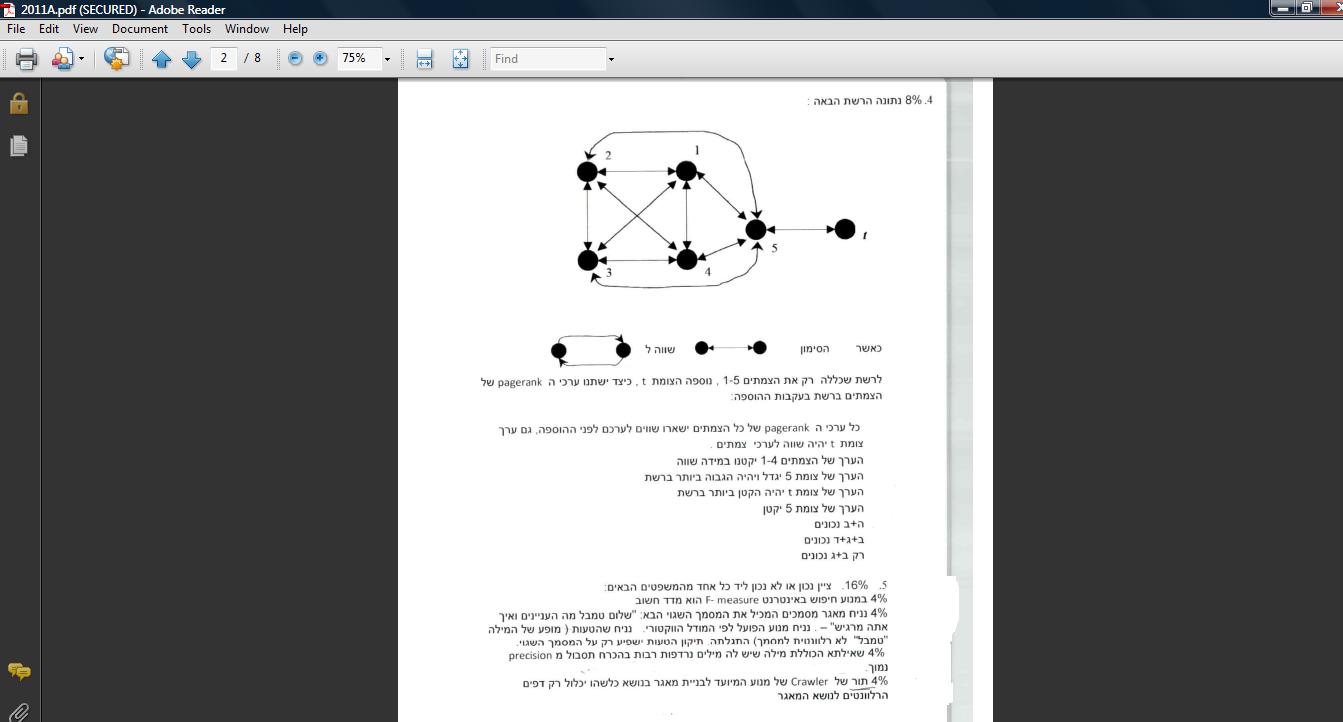 2011A.pdf (SECURED) - Adobe Reader
File Edit View Document Tools Window Help
2 / 8 75% Find
4. 8% נתונה הרשת הבאה :
2
1
t
5
3
4
כאשר הסימון שווה ל
לרשת שכללה רק את הצמתים 1-5 , נוספה הצומת t , כיצד ישתנו ערכי ה pagerank של
הצמתים ברשת בעקבות ההוספה:
כל ערכי ה pagerank של כל הצמתים ישארו שווים לערכם לפני ההוספה, גם ערך
צומת t יהיה שווה לערכי צמתים .
הערך של הצמתים 1-4 יקטנו במידה שווה
הערך של צומת 5 יגדל ויהיה הגבוה ביותר ברשת
הערך של צומת t יהיה הקטן ביותר ברשת
הערך של צומת 5 יקטן
ה+ב נכונים
ב+ג+ד נכונים
רק ב+ג נכונים
5. 16%. ציין נכון או לא נכון ליד כל אחד מהמשפטים הבאים:
4% במנוע חיפוש באינטרנט F- measure הוא מדד חשוב
4% נניח מאגר מסמכים המכיל את המסמך השגוי הבא: "שלום טמבל מה העניינים ואיך
אתה מרגיש" – . נניח מנוע הפועל לפי המודל הווקטורי. נניח שהטעות ( מופע של המילה
"טמבל" לא רלוונטית למסמך) התגלתה. תיקון הטעות ישפיע רק על המסמך השגוי.
4% שאילתא הכוללת מילה שיש לה מילים נרדפות רבות בהכרח תסבול מ precision
נמוך.
4% תור של Crawler של מנוע המיועד לבניית מאגר בנושא כלשהו יכלול רק דפים
הרלוונטים לנושא המאגר